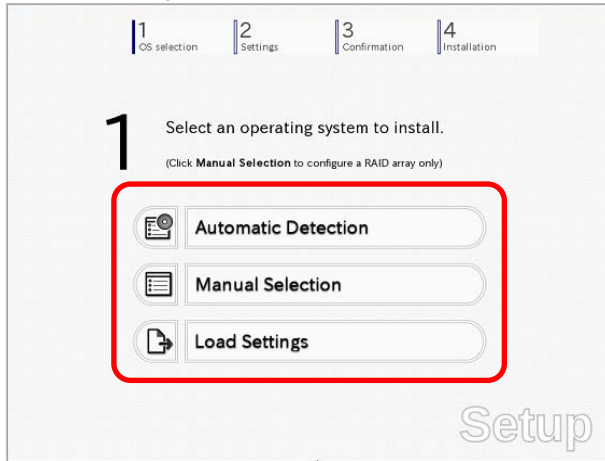 1 2 3 4
OS selection Settings Confirmation Installation
1 Select an operating system to install.
(Click Manual Selection to configure a RAID array only)
Automatic Detection
Manual Selection
Load Settings
Setup